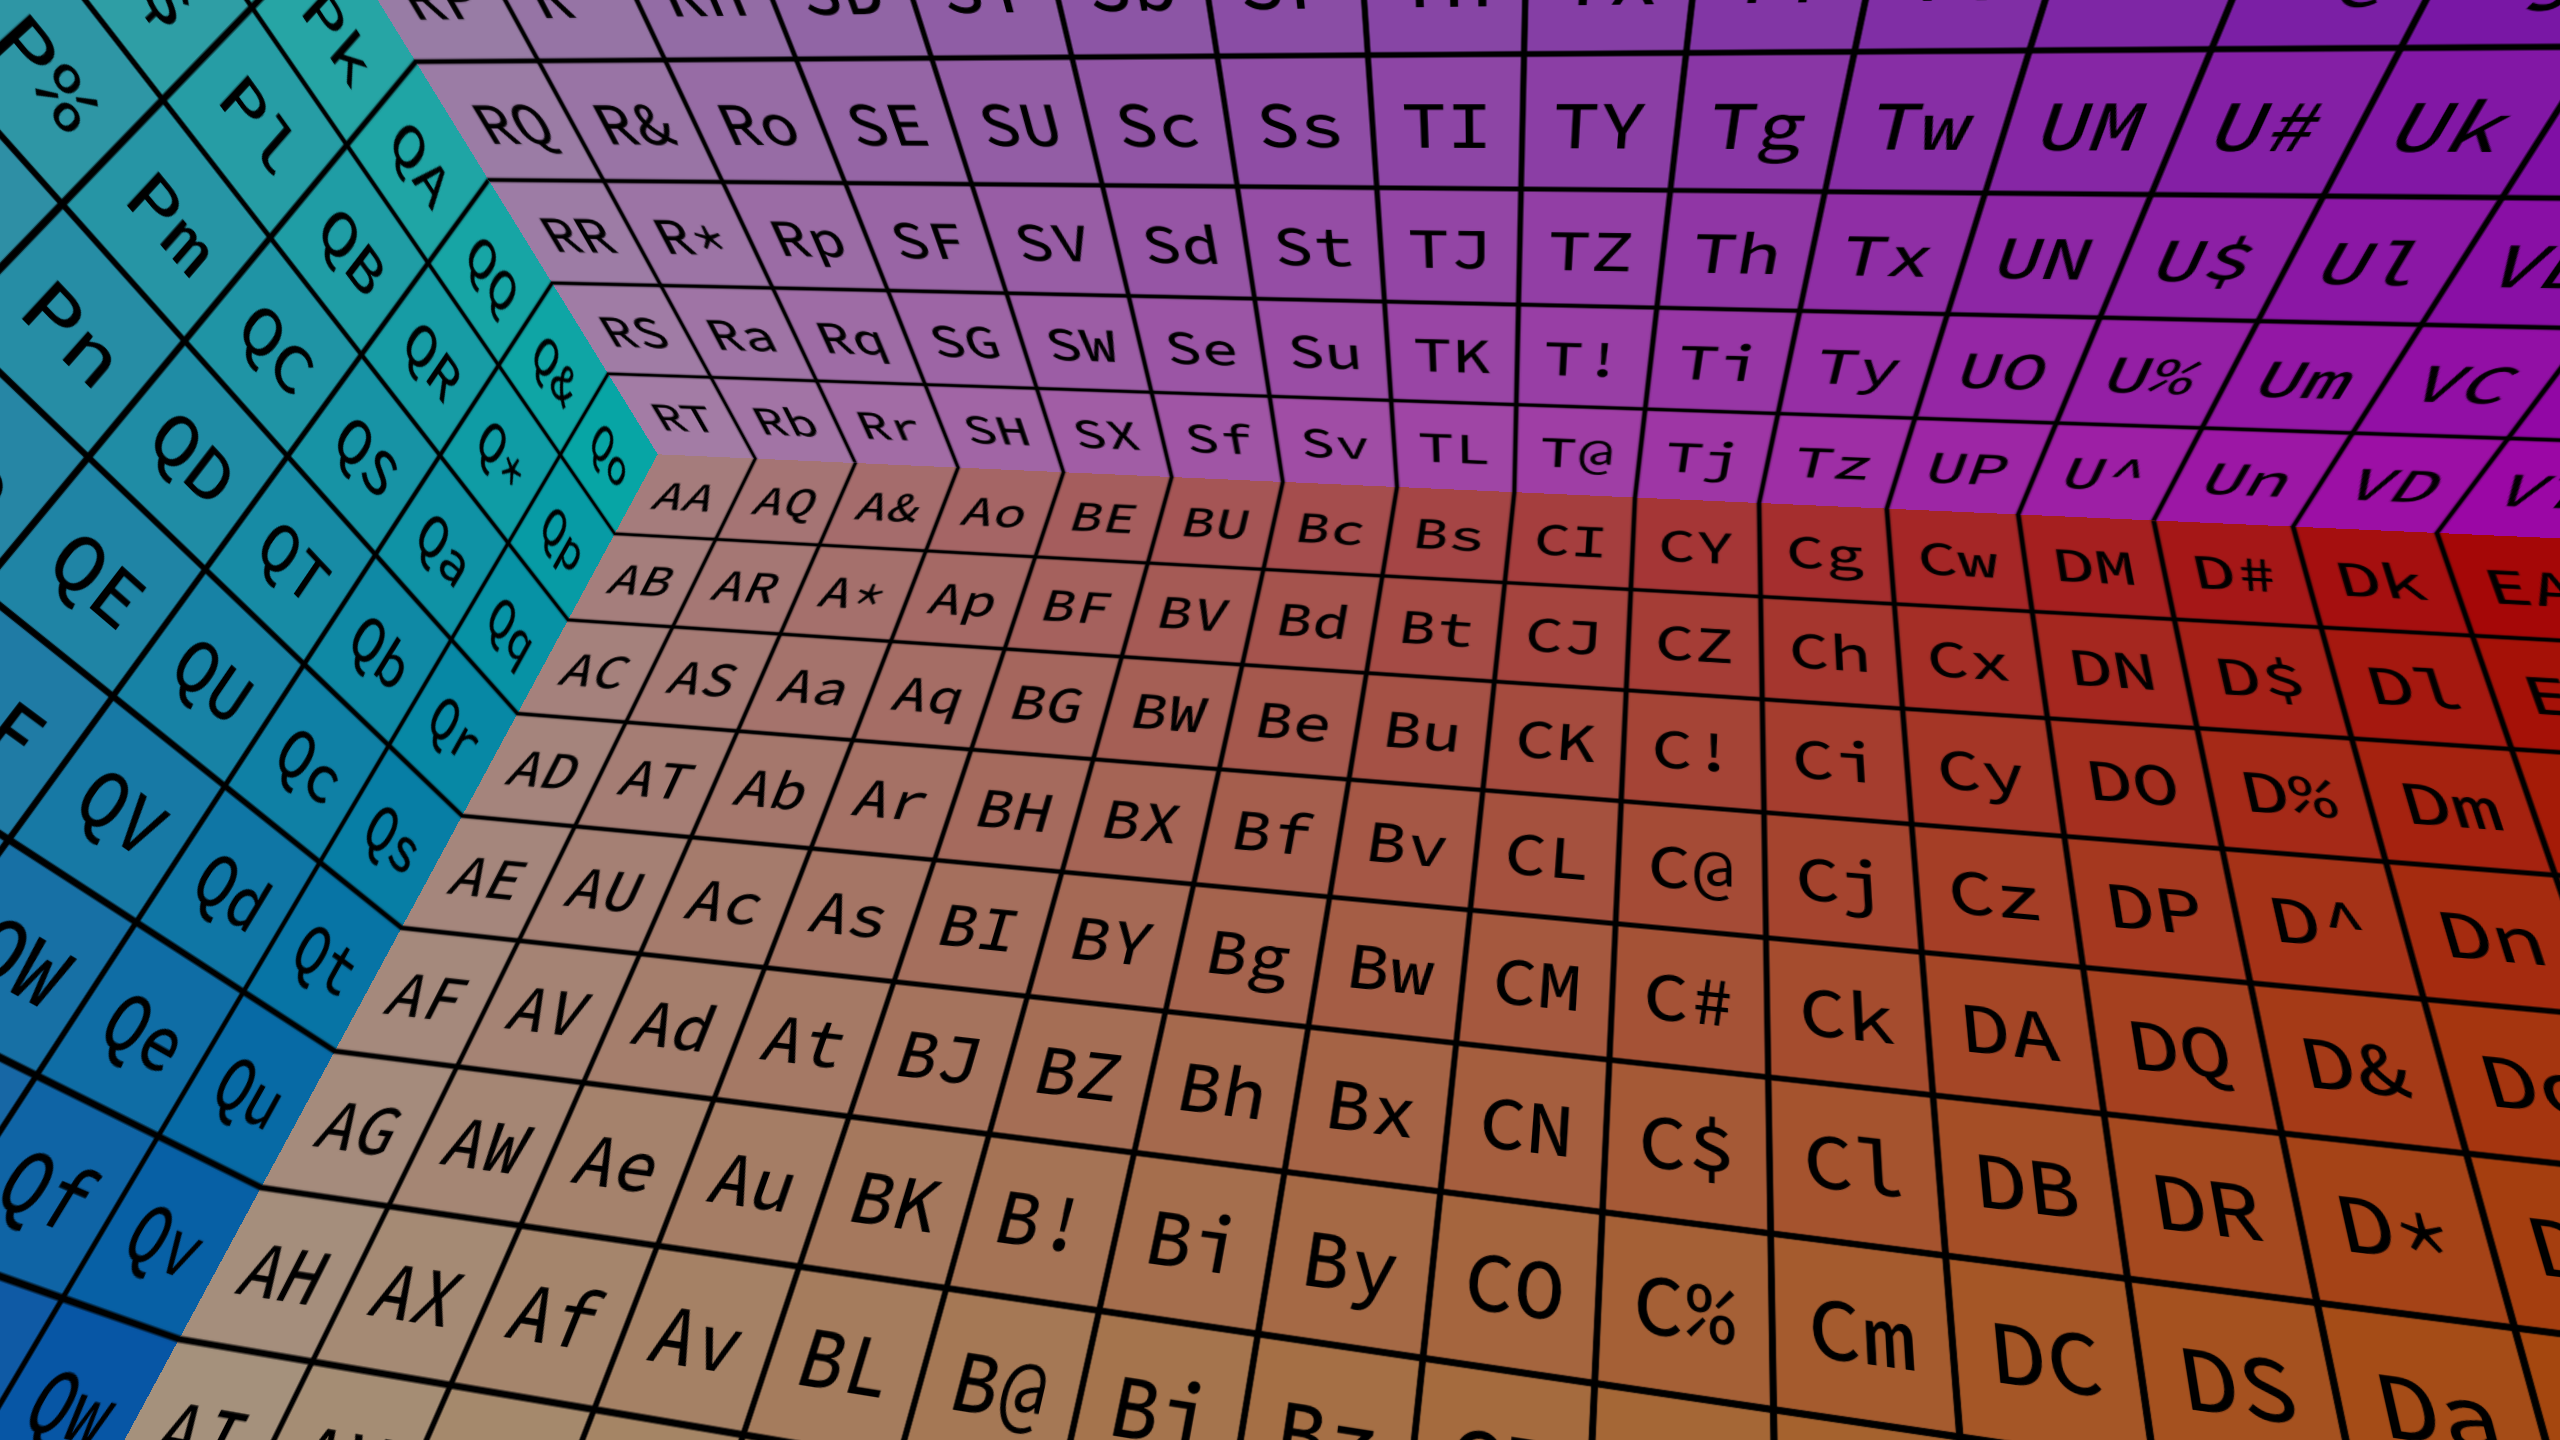 P% Pl PK
RQ R& Ro SE SU Sc Ss TI TY Tg Tw UM U# Uk
Pm QB QA
RR R* Rp SF SV Sd St TJ TZ Th Tx UN U$ Ul
Pn QC QR QQ
RS Ra Rq SG SW Se Su TK T! Ti Ty UO U% Um VC
QD QS Q* Q&
RT Rb Rr SH SX Sf Sv TL T@ Tj Tz UP U^ Un VD
QE QT Qa Qp Qo
AA AQ A& Ao BE BU Bc Bs CI CY Cg Cw DM D# Dk EA
QU Qb Qq
AB AR A* Ap BF BV Bd Bt CJ CZ Ch Cx DN D$ Dl
QV Qc Qr
AC AS Aa Aq BG BW Be Bu CK C! Ci Cy DO D% Dm
Qd Qs
AD AT Ab Ar BH BX Bf Bv CL C@ Cj Cz DP D^ Dn
QW Qe Qt
AE AU Ac As BI BY Bg Bw CM C# Ck DA DQ D& Do
Qf Qu
AF AV Ad At BJ BZ Bh Bx CN C$ Cl DB DR D*
Qv
AG AW Ae Au BK B! Bi By CO C% Cm DC DS Da
Qw
AH AX Af Av BL B@ Bj Bz
AI